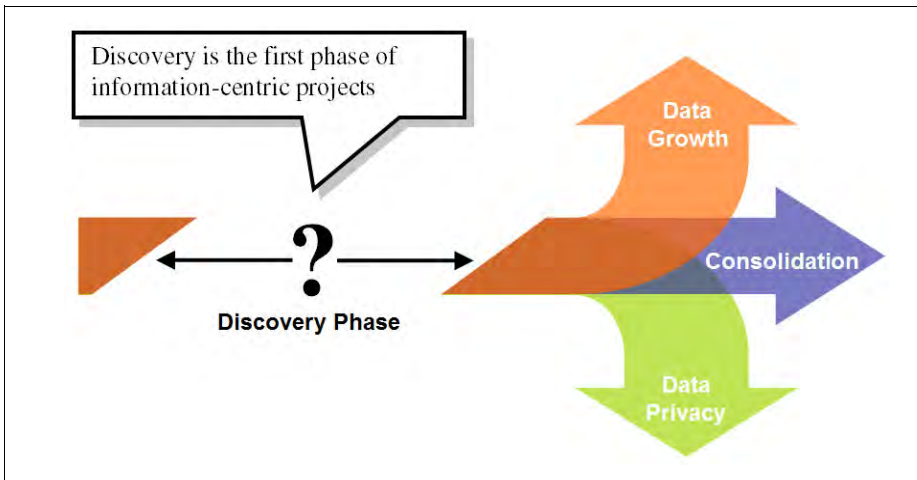 Discovery is the first phase of
information-centric projects
Data
Growth
?
Consolidation
Discovery Phase
Data
Privacy